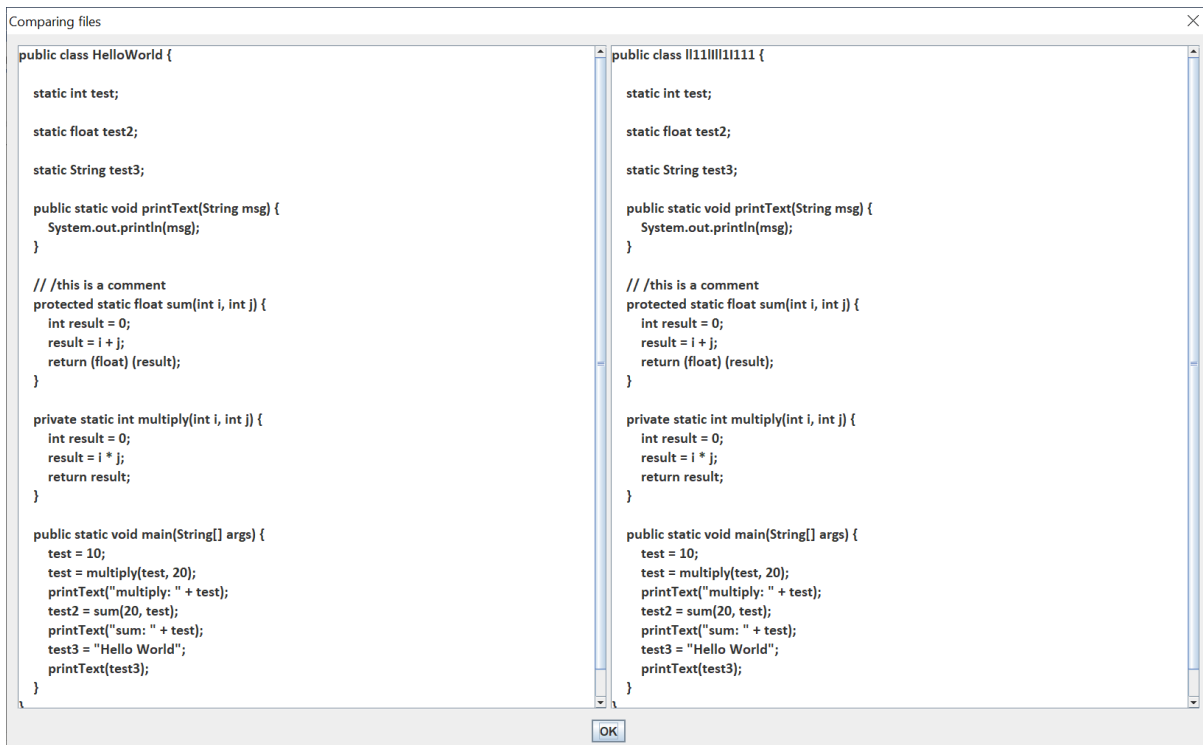 Comparing files
public class HelloWorld {
static int test;
static float test2;
static String test3;
public static void printText(String msg) {
System.out.println(msg);
}
// /this is a comment
protected static float sum(int i, int j) {
int result = 0;
result = i + j;
return (float) (result);
}
private static int multiply(int i, int j) {
int result = 0;
result = i * j;
return result;
}
public static void main(String[] args) {
test = 10;
test = multiply(test, 20);
printText("multiply: " + test);
test2 = sum(20, test);
printText("sum: " + test);
test3 = "Hello World";
printText(test3);
}
}
public class {
static int test;
static float test2;
static String test3;
public static void printText(String msg) {
System.out.println(msg);
}
// /this is a comment
protected static float sum(int i, int j) {
int result = 0;
result = i + j;
return (float) (result);
}
private static int multiply(int i, int j) {
int result = 0;
result = i * j;
return result;
}
public static void main(String[] args) {
test = 10;
test = multiply(test, 20);
printText("multiply: " + test);
test2 = sum(20, test);
printText("sum: " + test);
test3 = "Hello World";
printText(test3);
}
}
OK